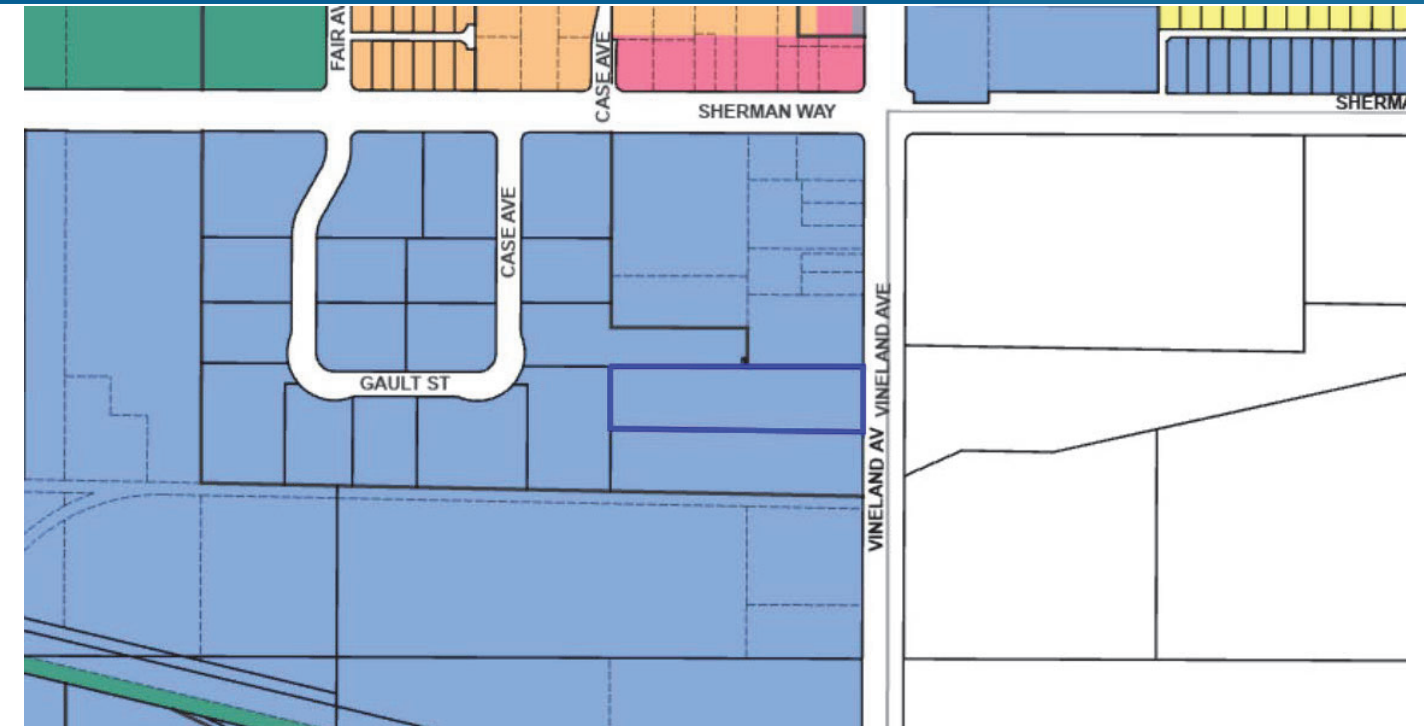 FAIR AV
CASE AVE
SHERMAN WAY
SHERMA
CASE AVE
VINELAND AVE
GAULT ST
VINELAND AV